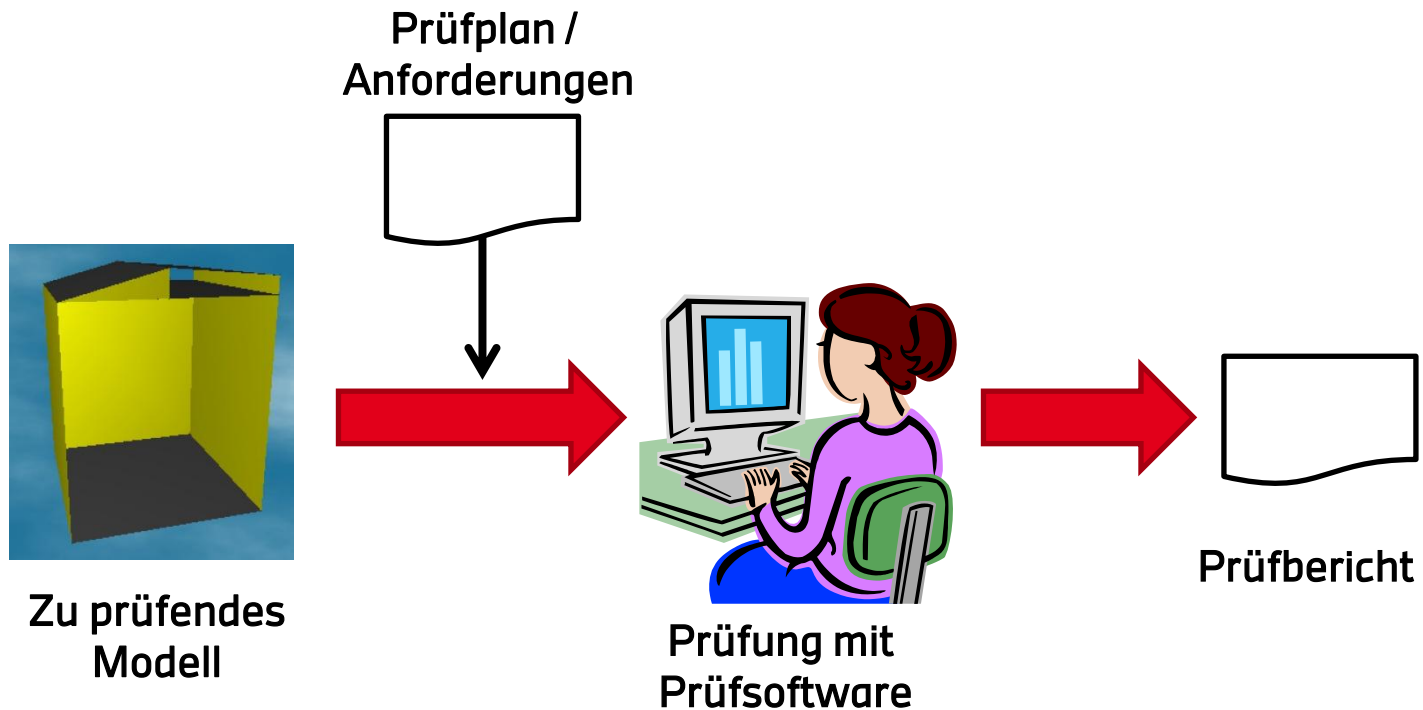 Prüfplan /
Anforderungen
Zu prüfendes
Modell
Prüfung mit
Prüfsoftware
Prüfbericht